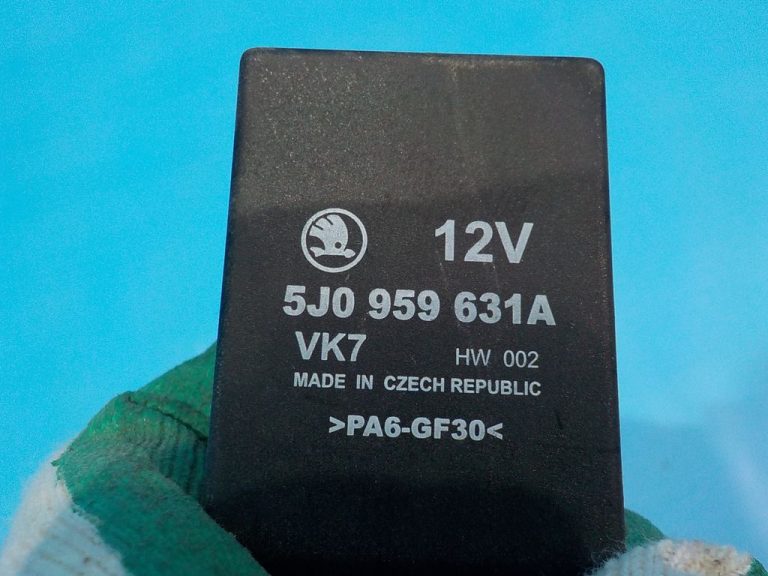 12V
5J0 959 631A
VK7 HW 002
MADE IN CZECH REPUBLIC
>PA6-GF30<